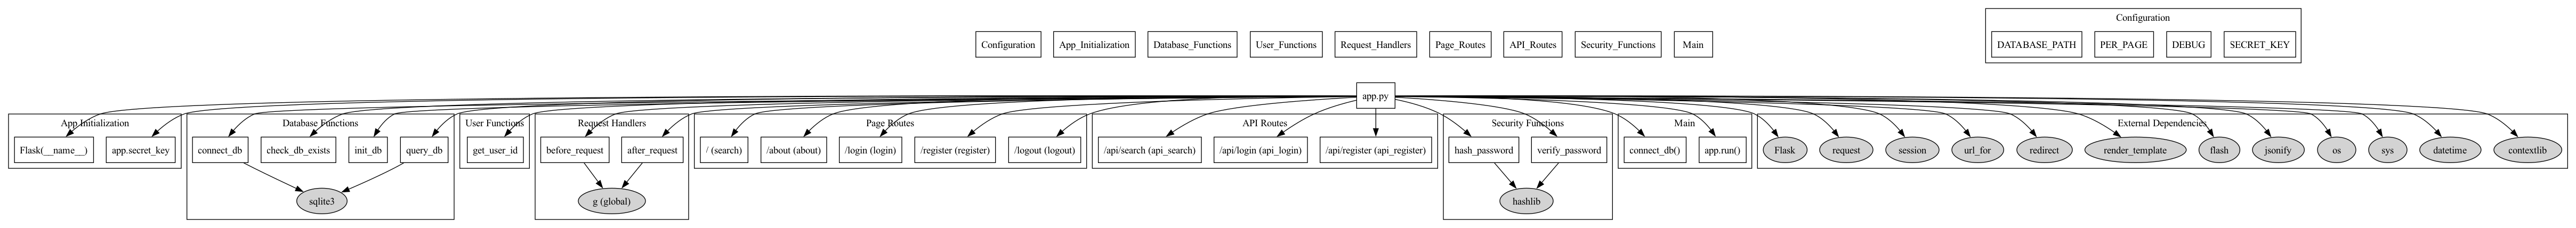 Configuration
Configuration
App_Initialization
Database_Functions
User_Functions
Request_Handlers
Page_Routes
API_Routes
Security_Functions
Main
DATABASE_PATH
PER_PAGE
DEBUG
SECRET_KEY
app.py
App Initialization
Database Functions
User Functions
Request Handlers
Page Routes
API Routes
Security Functions
Main
External Dependencies
Flask(__name__)
app.secret_key
connect_db
check_db_exists
init_db
query_db
get_user_id
before_request
after_request
/ (search)
/about (about)
/login (login)
/register (register)
/logout (logout)
/api/search (api_search)
/api/login (api_login)
/api/register (api_register)
hash_password
verify_password
connect_db()
app.run()
Flask
request
session
url_for
redirect
render_template
flash
jsonify
os
sys
datetime
contextlib
sqlite3
g (global)
hashlib